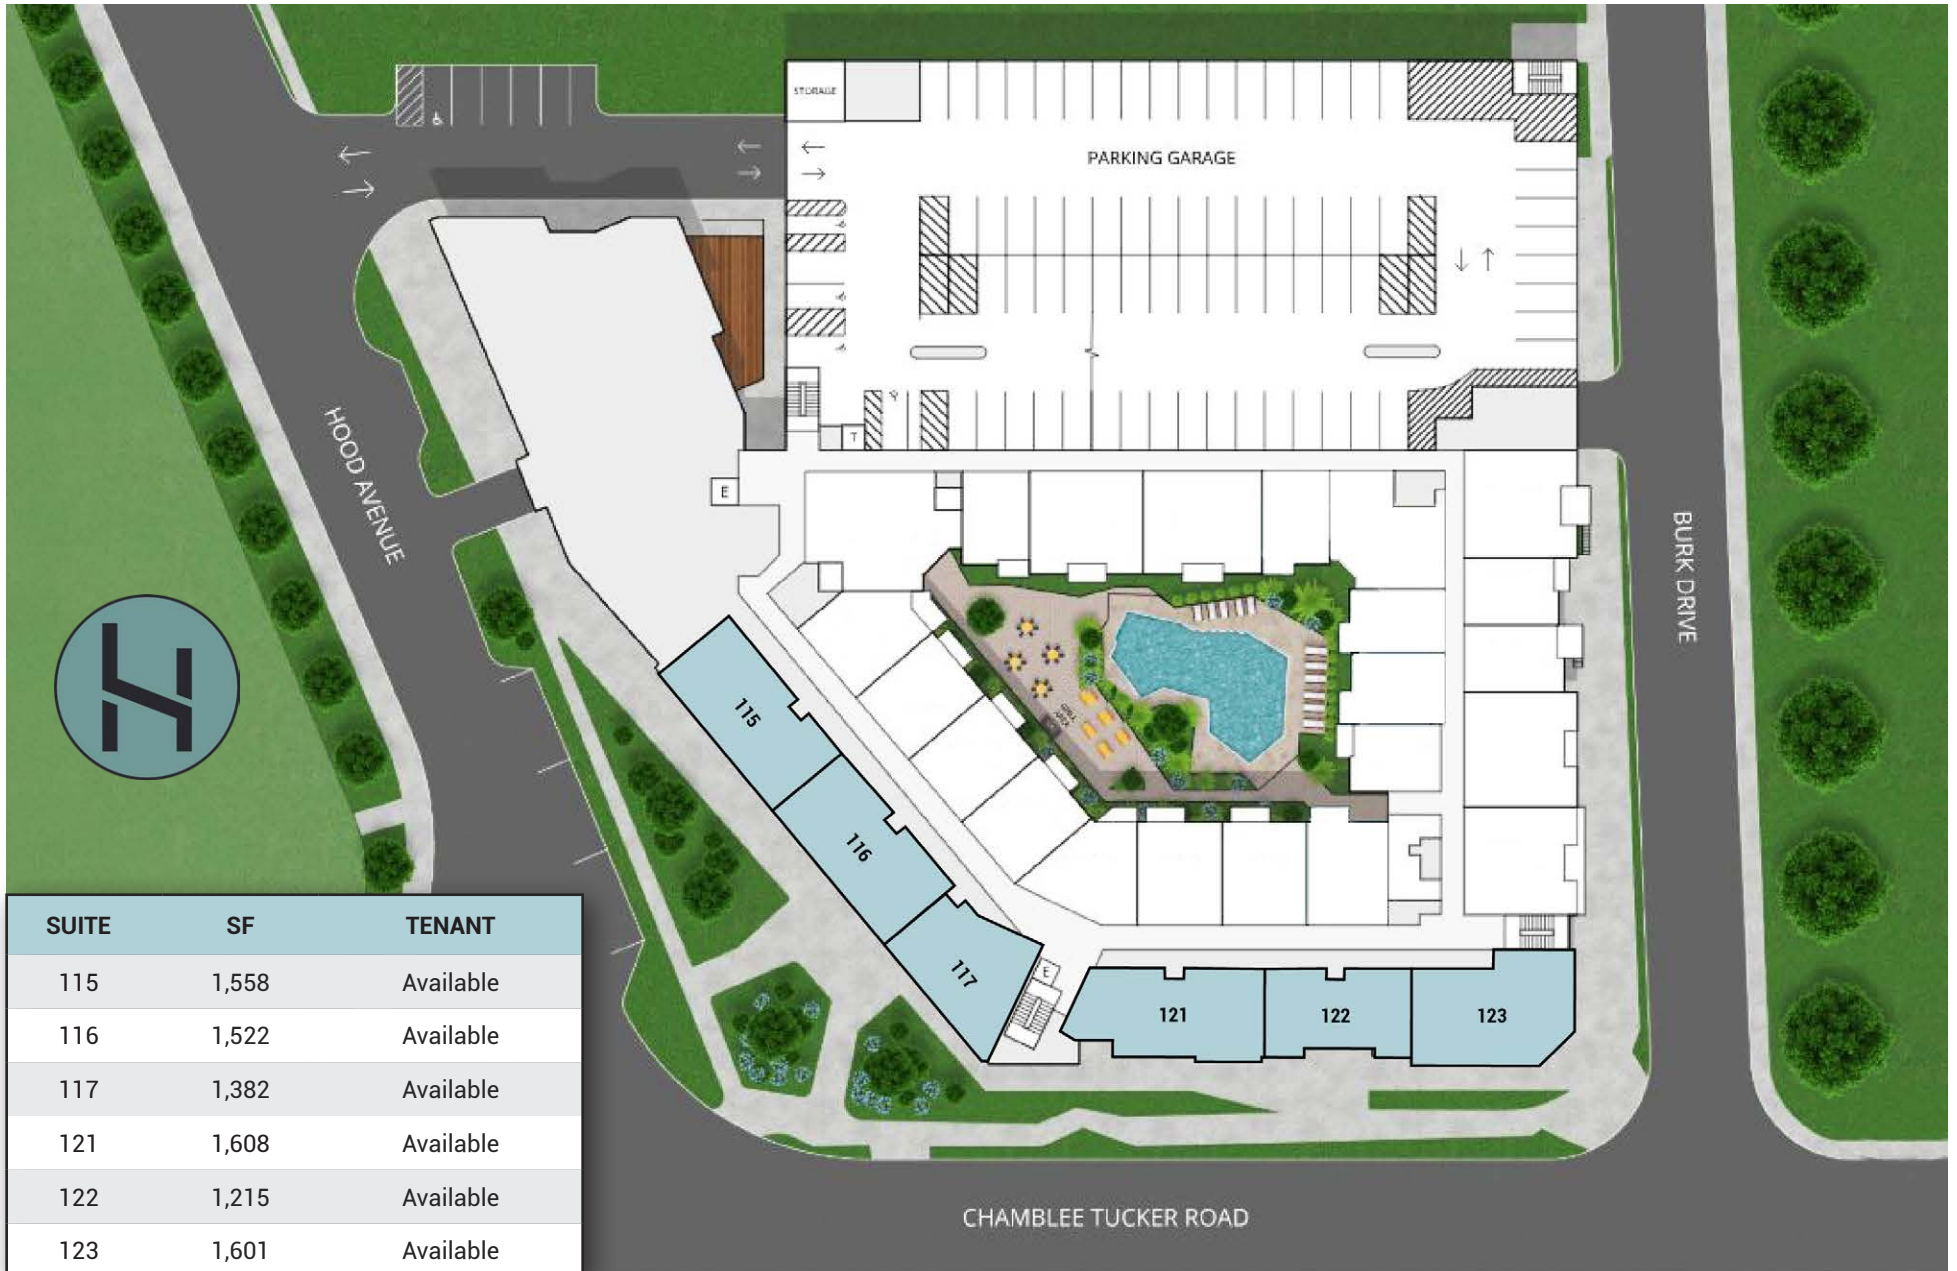 STORAGE
PARKING GARAGE
T
E
HOOD AVENUE
BURK DRIVE
115
116
117
E
121
122
123
CHAMBLEE TUCKER ROAD
SUITE SF TENANT
115 1,558 Available
116 1,522 Available
117 1,382 Available
121 1,608 Available
122 1,215 Available
123 1,601 Available